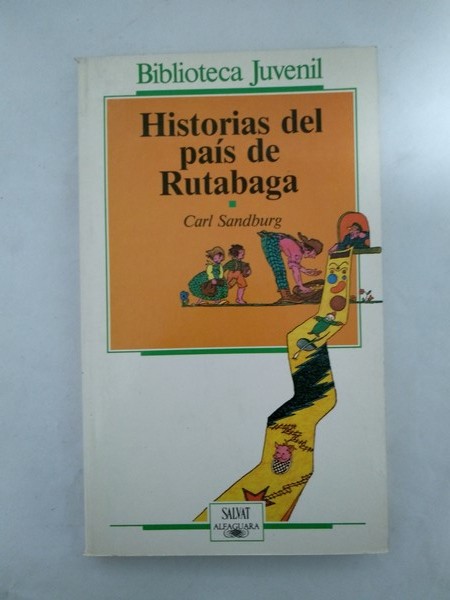 Biblioteca Juvenil
Historias del
país de
Rutabaga
Carl Sandburg
SALVAT
ALFAGUARA